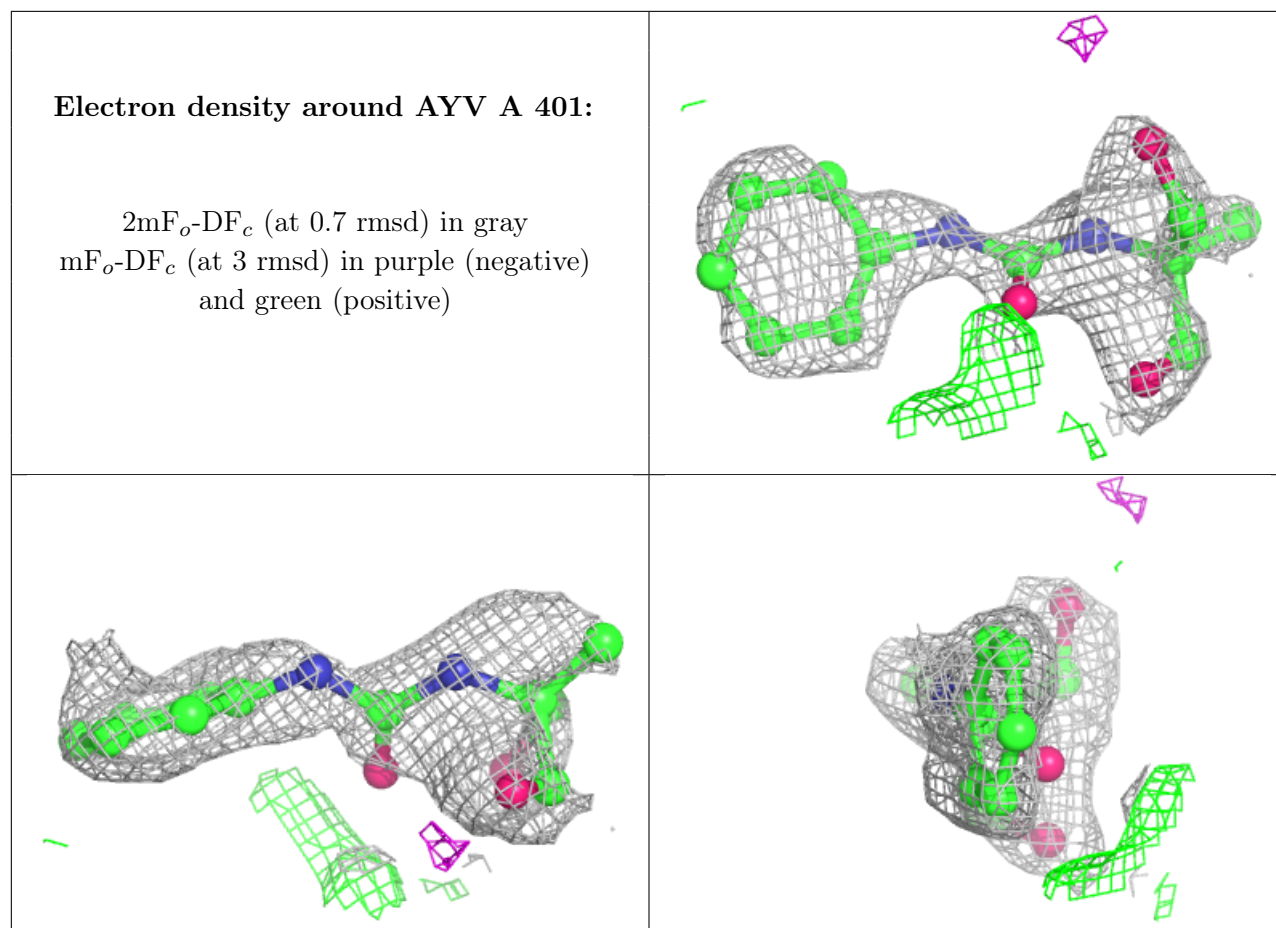 Electron density around AYV A 401:
2mFo-DFc (at 0.7 rmsd) in gray
mFo-DFc (at 3 rmsd) in purple (negative)
and green (positive)